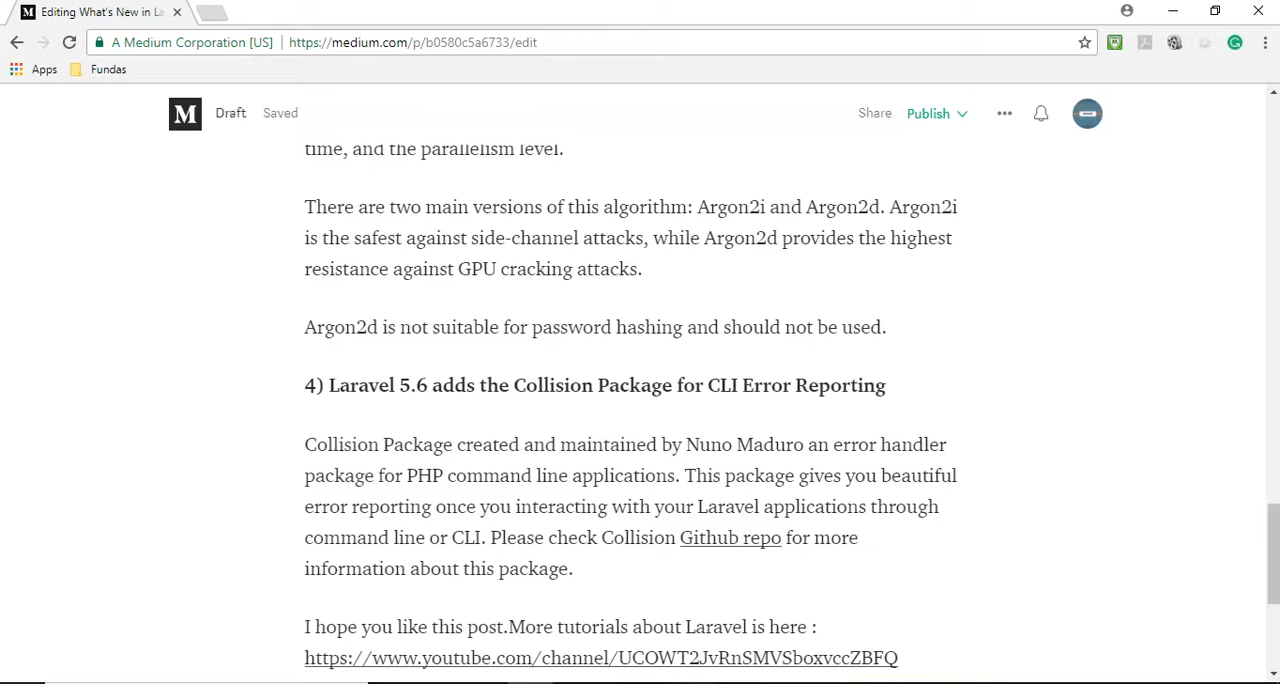 Editing What's New in La
A Medium Corporation [US] https://medium.com/p/b0580c5a6733/edit
Apps Fundas
M Draft Saved Share Publish
time, and the parallelism level.
There are two main versions of this algorithm: Argon2i and Argon2d. Argon2i
is the safest against side-channel attacks, while Argon2d provides the highest
resistance against GPU cracking attacks.
Argon2d is not suitable for password hashing and should not be used.
4) Laravel 5.6 adds the Collision Package for CLI Error Reporting
Collision Package created and maintained by Nuno Maduro an error handler
package for PHP command line applications. This package gives you beautiful
error reporting once you interacting with your Laravel applications through
command line or CLI. Please check Collision Github repo for more
information about this package.
I hope you like this post.More tutorials about Laravel is here :
https://www.youtube.com/channel/UCOWT2JvRnSMVSboxvccZBFQ